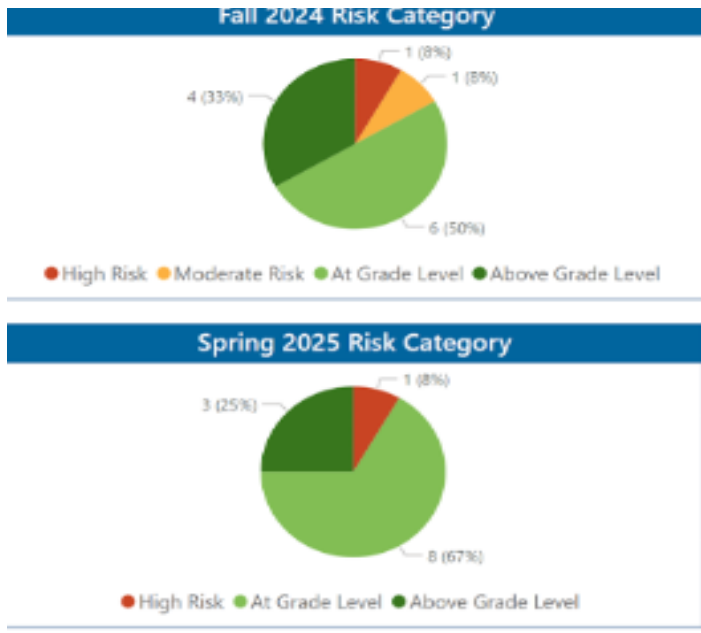 Fall 2024 Risk Category
1 (8%)
1 (8%)
4 (33%)
6 (50%)
High Risk Moderate Risk At Grade Level Above Grade Level
Spring 2025 Risk Category
1 (8%)
3 (25%)
8 (67%)
High Risk At Grade Level Above Grade Level